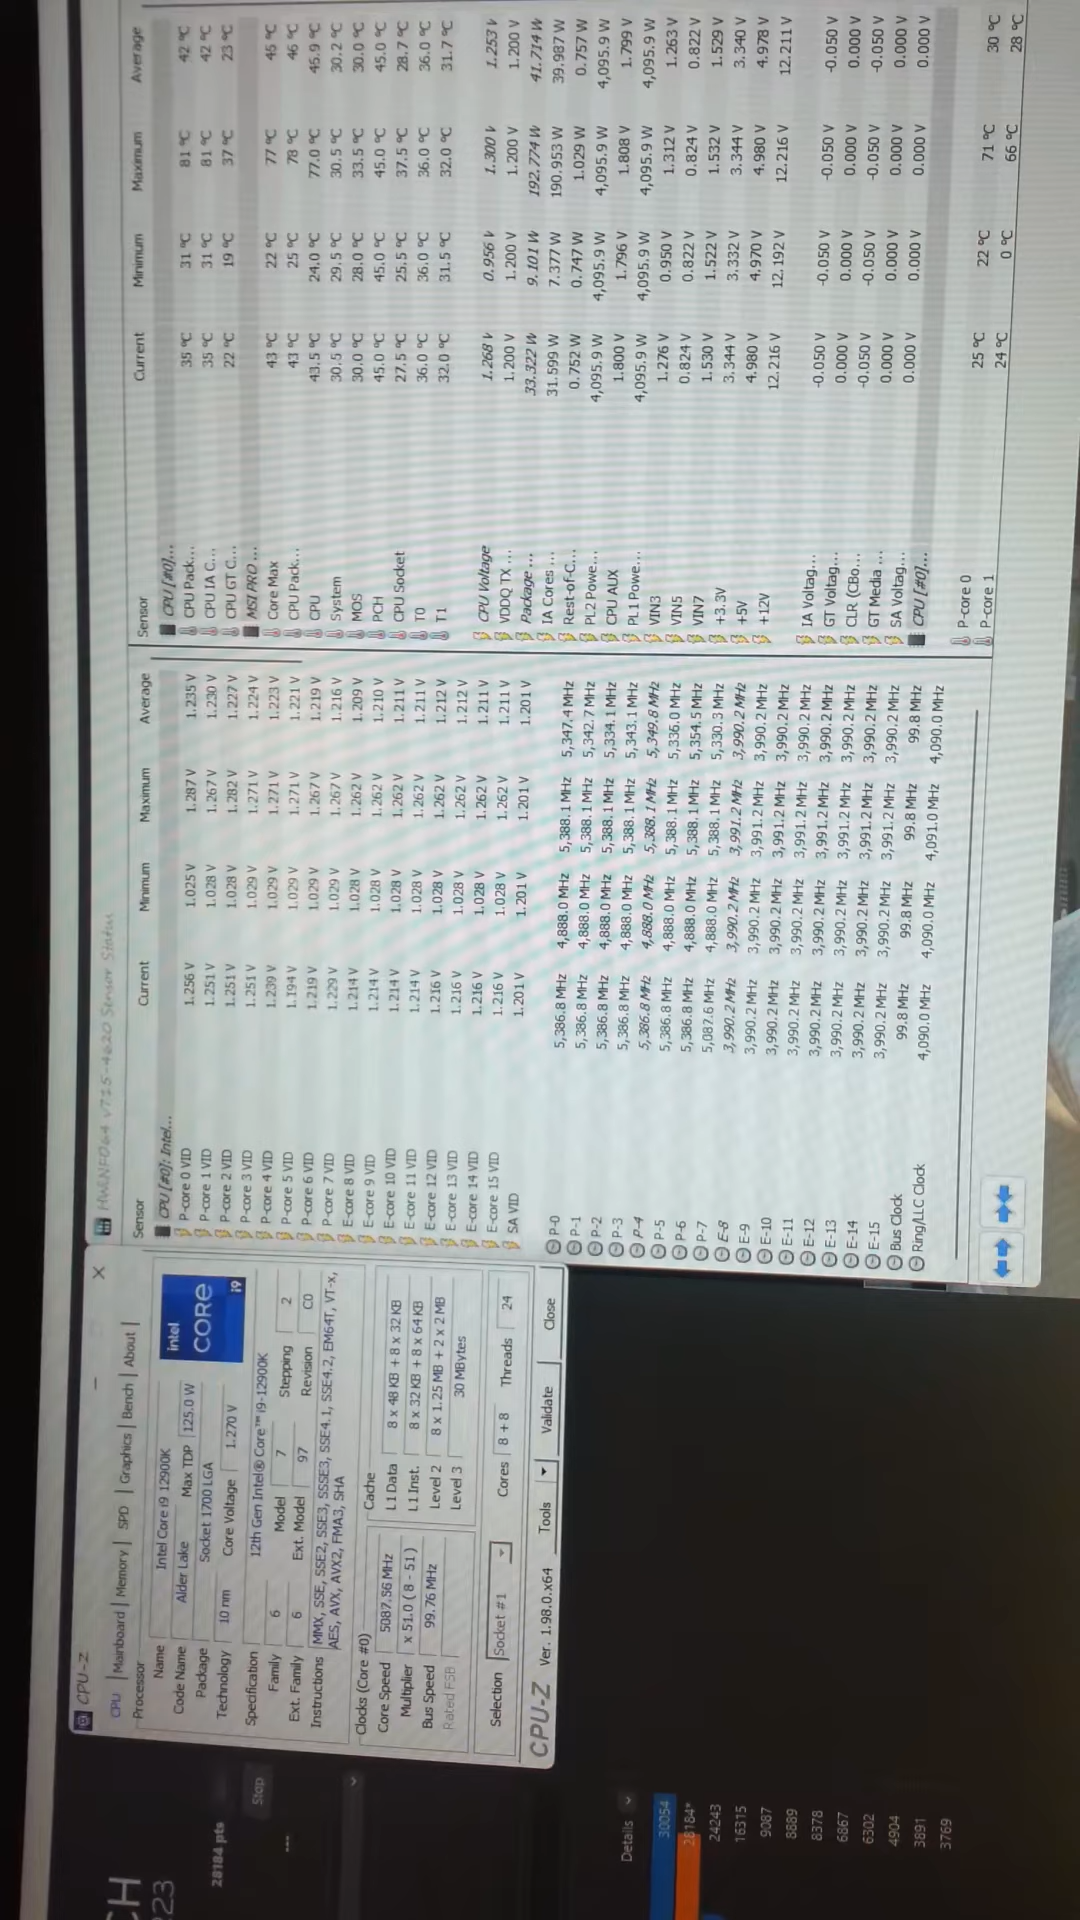 CPU-Z
CPU Mainboard Memory SPD Graphics Bench About
Processor
Name Intel Core i9 12900K
Code Name Alder Lake Max TDP 125.0 W
Package Socket 1700 LGA
Technology 10 nm Core Voltage 1.270 V
intel
CORE
i9
Specification 12th Gen Intel® Core™ i9-12900K
Family 6 Model 7 Stepping 2
Ext. Family 6 Ext. Model 97 Revision C0
Instructions MMX, SSE, SSE2, SSE3, SSSE3, SSE4.1, SSE4.2, EM64T, VT-x,
AES, AVX, AVX2, FMA3, SHA
Clocks (Core #0)
Core Speed 5087.56 MHz
Multiplier x 51.0 ( 8 - 51 )
Bus Speed 99.76 MHz
Rated FSB
Cache
L1 Data 8 x 48 KB + 8 x 32 KB
L1 Inst. 8 x 32 KB + 8 x 64 KB
Level 2 8 x 1.25 MB + 2 x 2 MB
Level 3 30 MBytes
Selection Socket #1 Cores 8 + 8 Threads 24
CPU-Z Ver. 1.98.0.x64 Tools Validate Close
CH
23
28184 pts
Stop
...
Details
30054
28184*
24243
16315
9087
8889
8378
6867
6302
4904
3891
3769
HWiNFO64 v7.15-4620 Sensor Status
Sensor Current Minimum Maximum Average
CPU [#0]: Intel...
P-core 0 VID 1.256 V 1.025 V 1.287 V 1.235 V
P-core 1 VID 1.251 V 1.028 V 1.267 V 1.230 V
P-core 2 VID 1.251 V 1.028 V 1.282 V 1.227 V
P-core 3 VID 1.251 V 1.029 V 1.271 V 1.224 V
P-core 4 VID 1.239 V 1.029 V 1.271 V 1.223 V
P-core 5 VID 1.194 V 1.029 V 1.271 V 1.221 V
P-core 6 VID 1.219 V 1.029 V 1.267 V 1.219 V
P-core 7 VID 1.229 V 1.029 V 1.267 V 1.216 V
E-core 8 VID 1.214 V 1.028 V 1.262 V 1.209 V
E-core 9 VID 1.214 V 1.028 V 1.262 V 1.210 V
E-core 10 VID 1.214 V 1.028 V 1.262 V 1.211 V
E-core 11 VID 1.214 V 1.028 V 1.262 V 1.211 V
E-core 12 VID 1.216 V 1.028 V 1.262 V 1.212 V
E-core 13 VID 1.216 V 1.028 V 1.262 V 1.212 V
E-core 14 VID 1.216 V 1.028 V 1.262 V 1.211 V
E-core 15 VID 1.216 V 1.028 V 1.262 V 1.211 V
SA VID 1.201 V 1.201 V 1.201 V 1.201 V
P-0 5,386.8 MHz 4,888.0 MHz 5,388.1 MHz 5,347.4 MHz
P-1 5,386.8 MHz 4,888.0 MHz 5,388.1 MHz 5,342.7 MHz
P-2 5,386.8 MHz 4,888.0 MHz 5,388.1 MHz 5,334.1 MHz
P-3 5,386.8 MHz 4,888.0 MHz 5,388.1 MHz 5,343.1 MHz
P-4 5,386.8 MHz 4,888.0 MHz 5,388.1 MHz 5,349.8 MHz
P-5 5,386.8 MHz 4,888.0 MHz 5,388.1 MHz 5,336.0 MHz
P-6 5,386.8 MHz 4,888.0 MHz 5,388.1 MHz 5,354.5 MHz
P-7 5,087.6 MHz 4,888.0 MHz 5,388.1 MHz 5,330.3 MHz
E-8 3,990.2 MHz 3,990.2 MHz 3,991.2 MHz 3,990.2 MHz
E-9 3,990.2 MHz 3,990.2 MHz 3,991.2 MHz 3,990.2 MHz
E-10 3,990.2 MHz 3,990.2 MHz 3,991.2 MHz 3,990.2 MHz
E-11 3,990.2 MHz 3,990.2 MHz 3,991.2 MHz 3,990.2 MHz
E-12 3,990.2 MHz 3,990.2 MHz 3,991.2 MHz 3,990.2 MHz
E-13 3,990.2 MHz 3,990.2 MHz 3,991.2 MHz 3,990.2 MHz
E-14 3,990.2 MHz 3,990.2 MHz 3,991.2 MHz 3,990.2 MHz
E-15 3,990.2 MHz 3,990.2 MHz 3,991.2 MHz 3,990.2 MHz
Bus Clock 99.8 MHz 99.8 MHz 99.8 MHz 99.8 MHz
Ring/LLC Clock 4,090.0 MHz 4,090.0 MHz 4,091.0 MHz 4,090.0 MHz
Sensor Current Minimum Maximum Average
CPU [#0]...
CPU Pack... 35 °C 31 °C 81 °C 42 °C
CPU IA C... 35 °C 31 °C 81 °C 42 °C
CPU GT C... 22 °C 19 °C 37 °C 23 °C
MSI PRO ...
Core Max 43 °C 22 °C 77 °C 45 °C
CPU Pack... 43 °C 25 °C 78 °C 46 °C
CPU 43.5 °C 24.0 °C 77.0 °C 45.9 °C
System 30.5 °C 29.5 °C 30.5 °C 30.2 °C
MOS 30.0 °C 28.0 °C 33.5 °C 30.0 °C
PCH 45.0 °C 45.0 °C 45.0 °C 45.0 °C
CPU Socket 27.5 °C 25.5 °C 37.5 °C 28.7 °C
T0 36.0 °C 36.0 °C 36.0 °C 36.0 °C
T1 32.0 °C 31.5 °C 32.0 °C 31.7 °C
CPU Voltage 1.268 V 0.956 V 1.300 V 1.253 V
VDDQ TX ... 1.200 V 1.200 V 1.200 V 1.200 V
Package ... 33.322 W 9.101 W 192.774 W 41.714 W
IA Cores ... 31.599 W 7.377 W 190.953 W 39.987 W
Rest-of-C... 0.752 W 0.747 W 1.029 W 0.757 W
PL2 Powe... 4,095.9 W 4,095.9 W 4,095.9 W 4,095.9 W
CPU AUX 1.800 V 1.796 V 1.808 V 1.799 V
PL1 Powe... 4,095.9 W 4,095.9 W 4,095.9 W 4,095.9 W
VIN3 1.276 V 0.950 V 1.312 V 1.263 V
VIN5 0.824 V 0.822 V 0.824 V 0.822 V
VIN7 1.530 V 1.522 V 1.532 V 1.529 V
+3.3V 3.344 V 3.332 V 3.344 V 3.340 V
+5V 4.980 V 4.970 V 4.980 V 4.978 V
+12V 12.216 V 12.192 V 12.216 V 12.211 V
IA Voltag... -0.050 V -0.050 V -0.050 V -0.050 V
GT Voltag... 0.000 V 0.000 V 0.000 V 0.000 V
CLR (CBo... -0.050 V -0.050 V -0.050 V -0.050 V
GT Media ... 0.000 V 0.000 V 0.000 V 0.000 V
SA Voltag... 0.000 V 0.000 V 0.000 V 0.000 V
CPU [#0]...
P-core 0 25 °C 22 °C 71 °C 30 °C
P-core 1 24 °C 0 °C 66 °C 28 °C